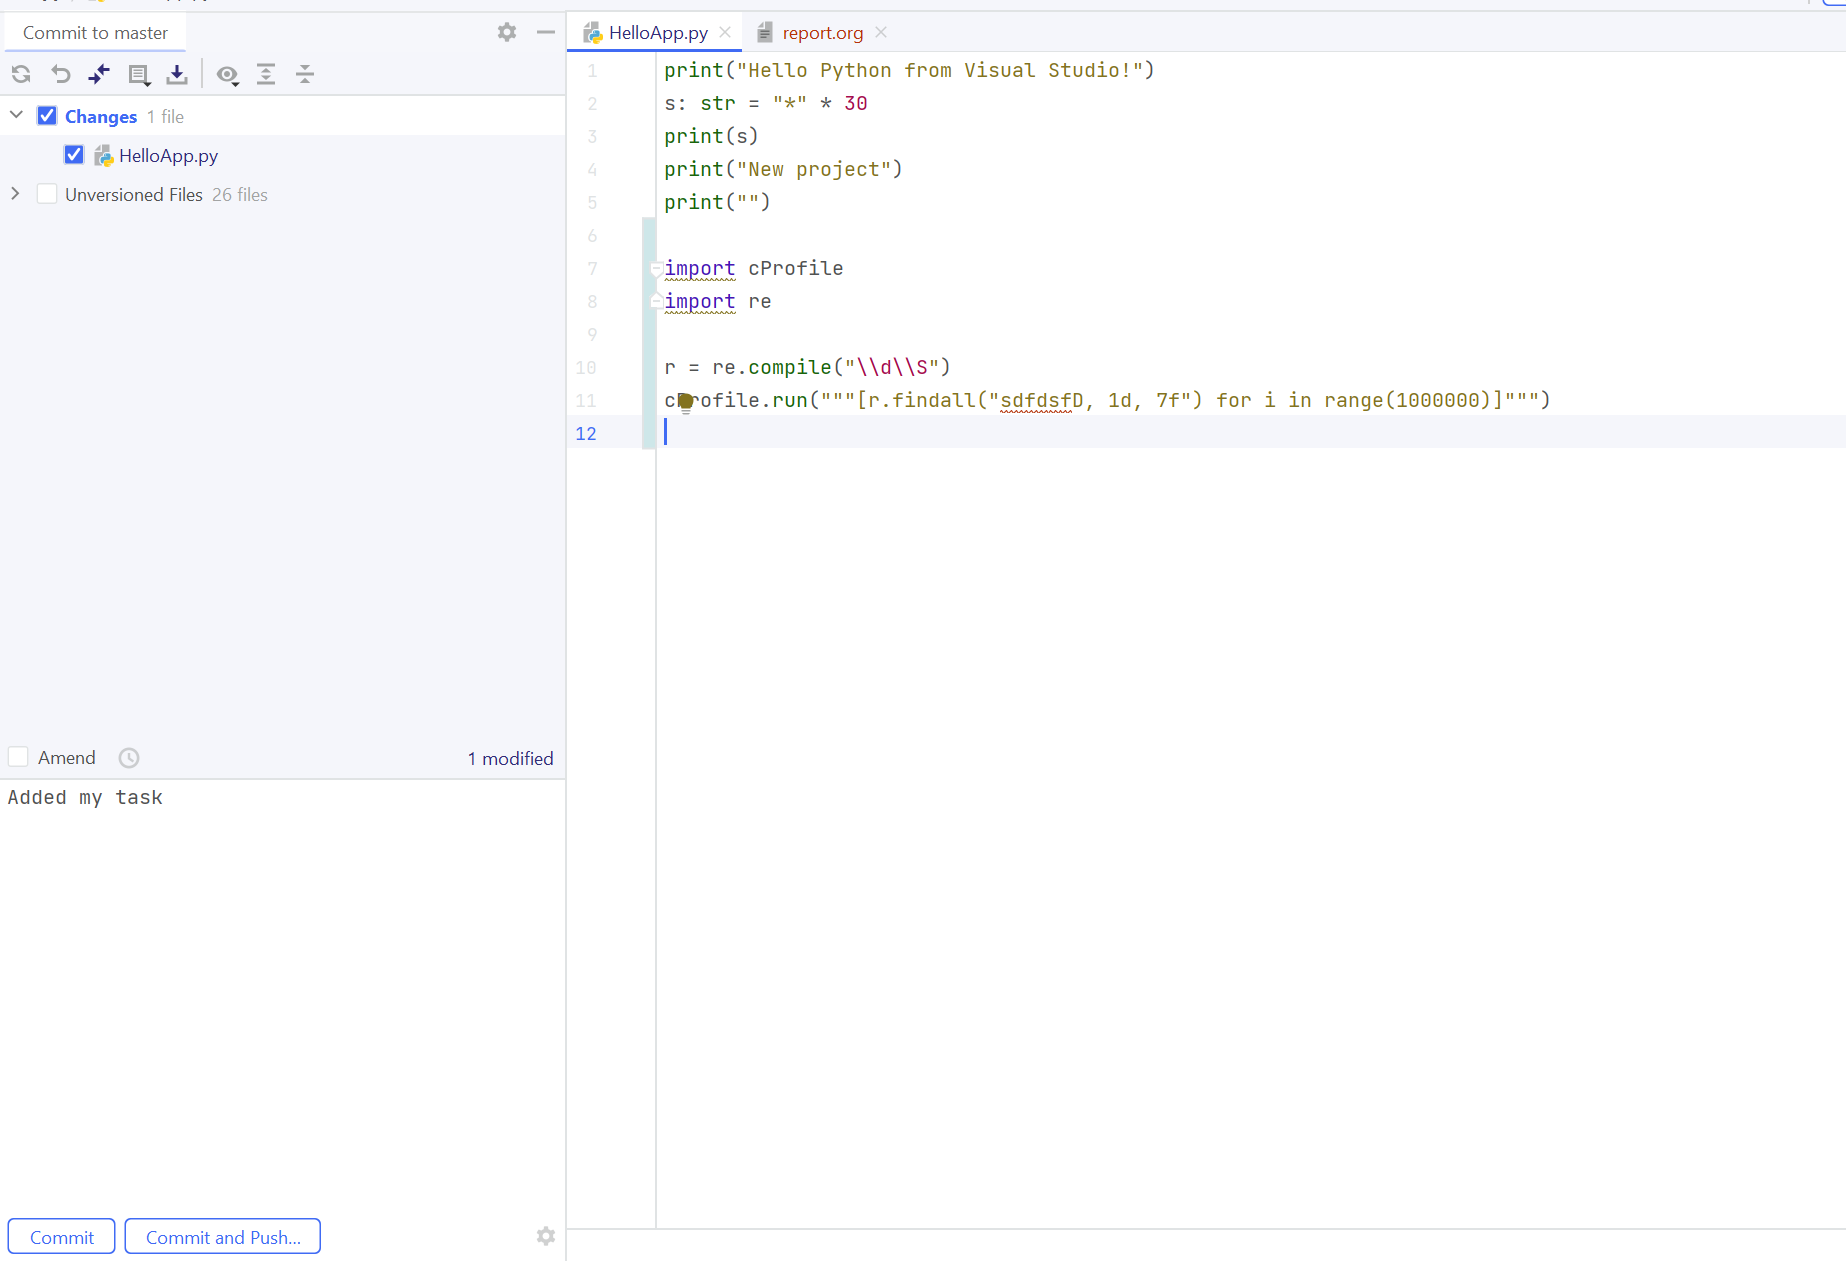 Commit to master
HelloApp.py
report.org
Changes 1 file
HelloApp.py
Unversioned Files 26 files
Amend
1 modified
Added my task
Commit
Commit and Push...
1 print("Hello Python from Visual Studio!")
2 s: str = "*" * 30
3 print(s)
4 print("New project")
5 print("")
6
7 import cProfile
8 import re
9
10 r = re.compile("\\d\\S")
11 cProfile.run("""[r.findall("sdfdsfD, 1d, 7f") for i in range(1000000)]""")
12